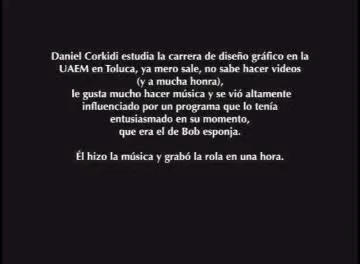 Daniel Corkidi estudia la carrera de diseño gráfico en la
UAEM en Toluca, ya mero sale, no sabe hacer videos
(y a mucha honra),
le gusta mucho hacer música y se vió altamente
influenciado por un programa que lo tenía
entusiasmado en su momento,
que era el de Bob esponja.
Él hizo la música y grabó la rola en una hora.